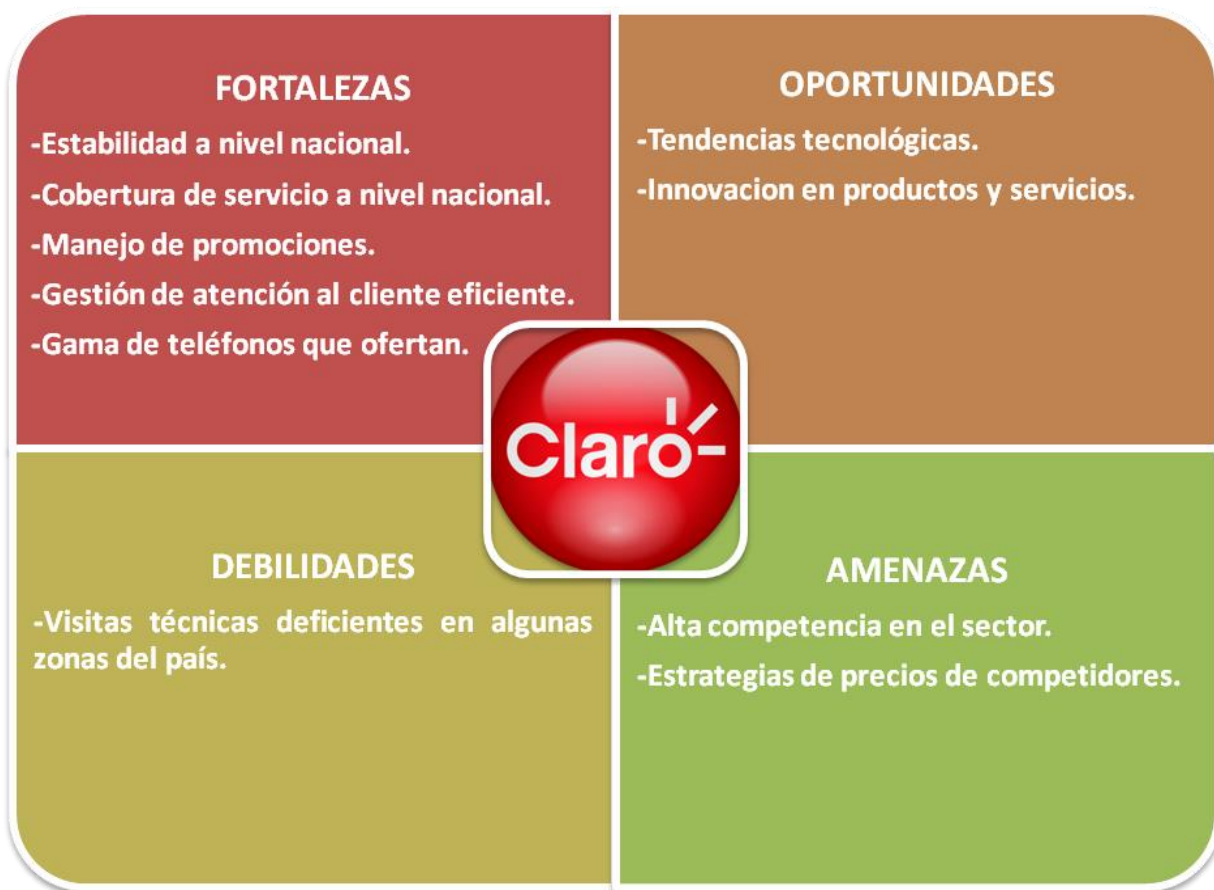 FORTALEZAS
-Estabilidad a nivel nacional.
-Cobertura de servicio a nivel nacional.
-Manejo de promociones.
-Gestión de atención al cliente eficiente.
-Gama de teléfonos que ofertan.
OPORTUNIDADES
-Tendencias tecnológicas.
-Innovacion en productos y servicios.
Claro
DEBILIDADES
-Visitas técnicas deficientes en algunas
zonas del país.
AMENAZAS
-Alta competencia en el sector.
-Estrategias de precios de competidores.